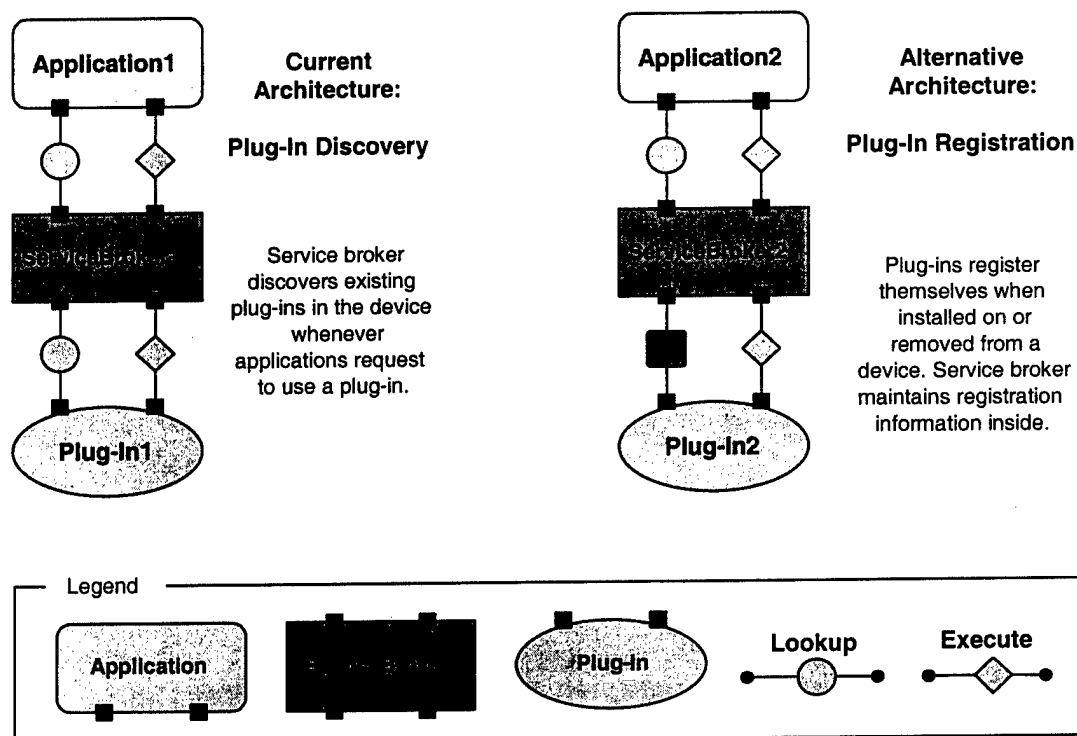 Application1
Current
Architecture:
Plug-In Discovery
ServiceBroker1
Service broker
discovers existing
plug-ins in the device
whenever
applications request
to use a plug-in.
Plug-In1
Application2
Alternative
Architecture:
Plug-In Registration
ServiceBroker2
Plug-ins register
themselves when
installed on or
removed from a
device. Service broker
maintains registration
information inside.
Plug-In2
Legend
Application
Plug-In
Lookup
Execute